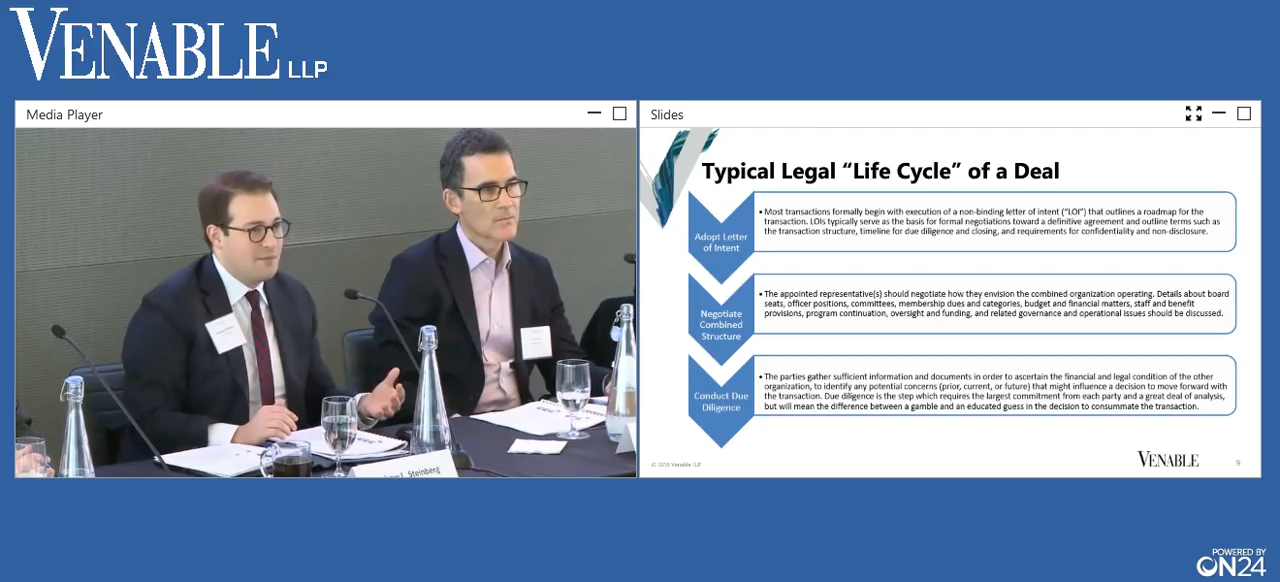 VENABLE LLP
Media Player
Slides
Typical Legal “Life Cycle” of a Deal
Adopt Letter
of Intent
• Most transactions formally begin with execution of a non-binding letter of intent (“LOI”) that outlines a roadmap for the
transaction. LOIs typically serve as the basis for formal negotiations toward a definitive agreement and outline terms such as
the transaction structure, timeline for due diligence and closing, and requirements for confidentiality and non-disclosure.
Negotiate
Combined
Structure
• The appointed representative(s) should negotiate how they envision the combined organization operating. Details about board
seats, officer positions, committees, membership dues and categories, budget and financial matters, staff and benefit
provisions, program continuation, oversight and funding, and related governance and operational issues should be discussed.
Conduct Due
Diligence
• The parties gather sufficient information and documents in order to ascertain the financial and legal condition of the other
organization, to identify any potential concerns (prior, current, or future) that might influence a decision to move forward with
the transaction. Due diligence is the step which requires the largest commitment from each party and a great deal of analysis,
but will mean the difference between a gamble and an educated guess in the decision to consummate the transaction.
Venable LLP
VENABLE
9
L. Steinberg
POWERED BY
ON24